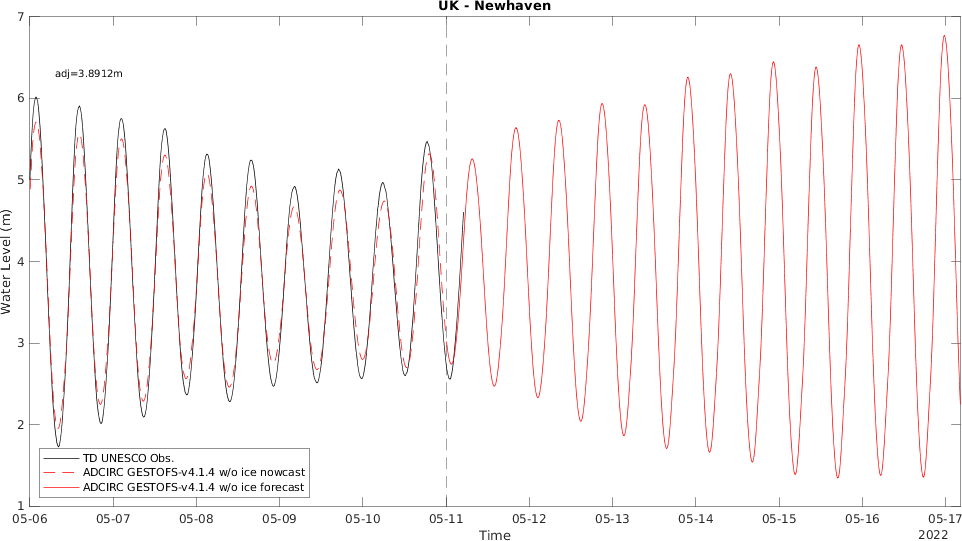 UK - Newhaven
adj=3.8912m
7
6
5
4
3
2
1
Water Level (m)
TD UNESCO Obs.
ADCIRC GESTOFS-v4.1.4 w/o ice nowcast
ADCIRC GESTOFS-v4.1.4 w/o ice forecast
05-06 05-07 05-08 05-09 05-10 05-11 05-12 05-13 05-14 05-15 05-16 05-17
Time
2022